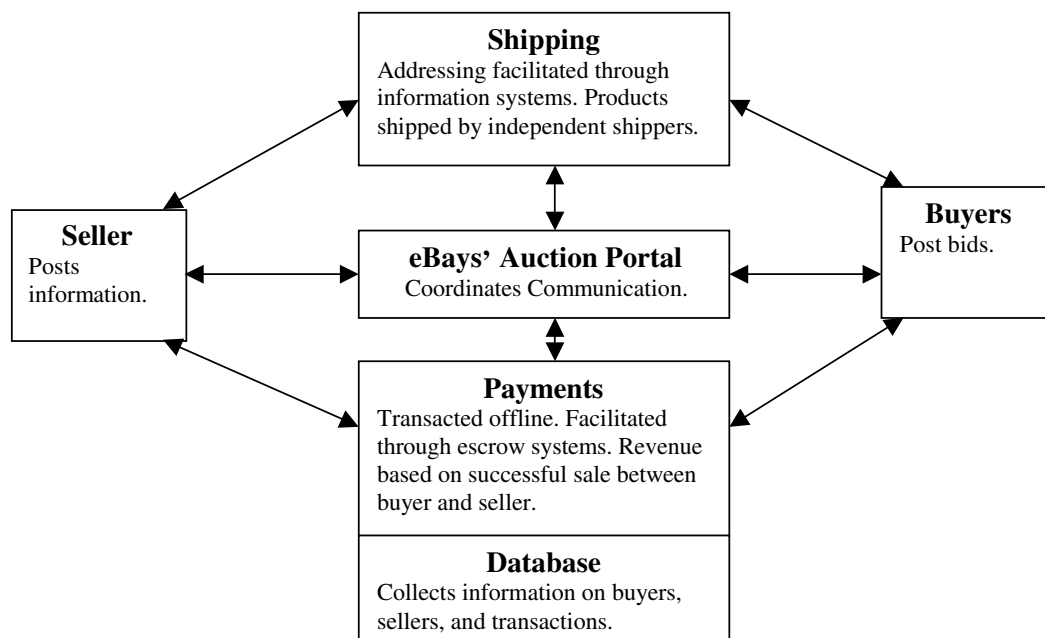 Shipping
Addressing facilitated through
information systems. Products
shipped by independent shippers.
Seller
Posts
information.
eBays’ Auction Portal
Coordinates Communication.
Buyers
Post bids.
Payments
Transacted offline. Facilitated
through escrow systems. Revenue
based on successful sale between
buyer and seller.
Database
Collects information on buyers,
sellers, and transactions.